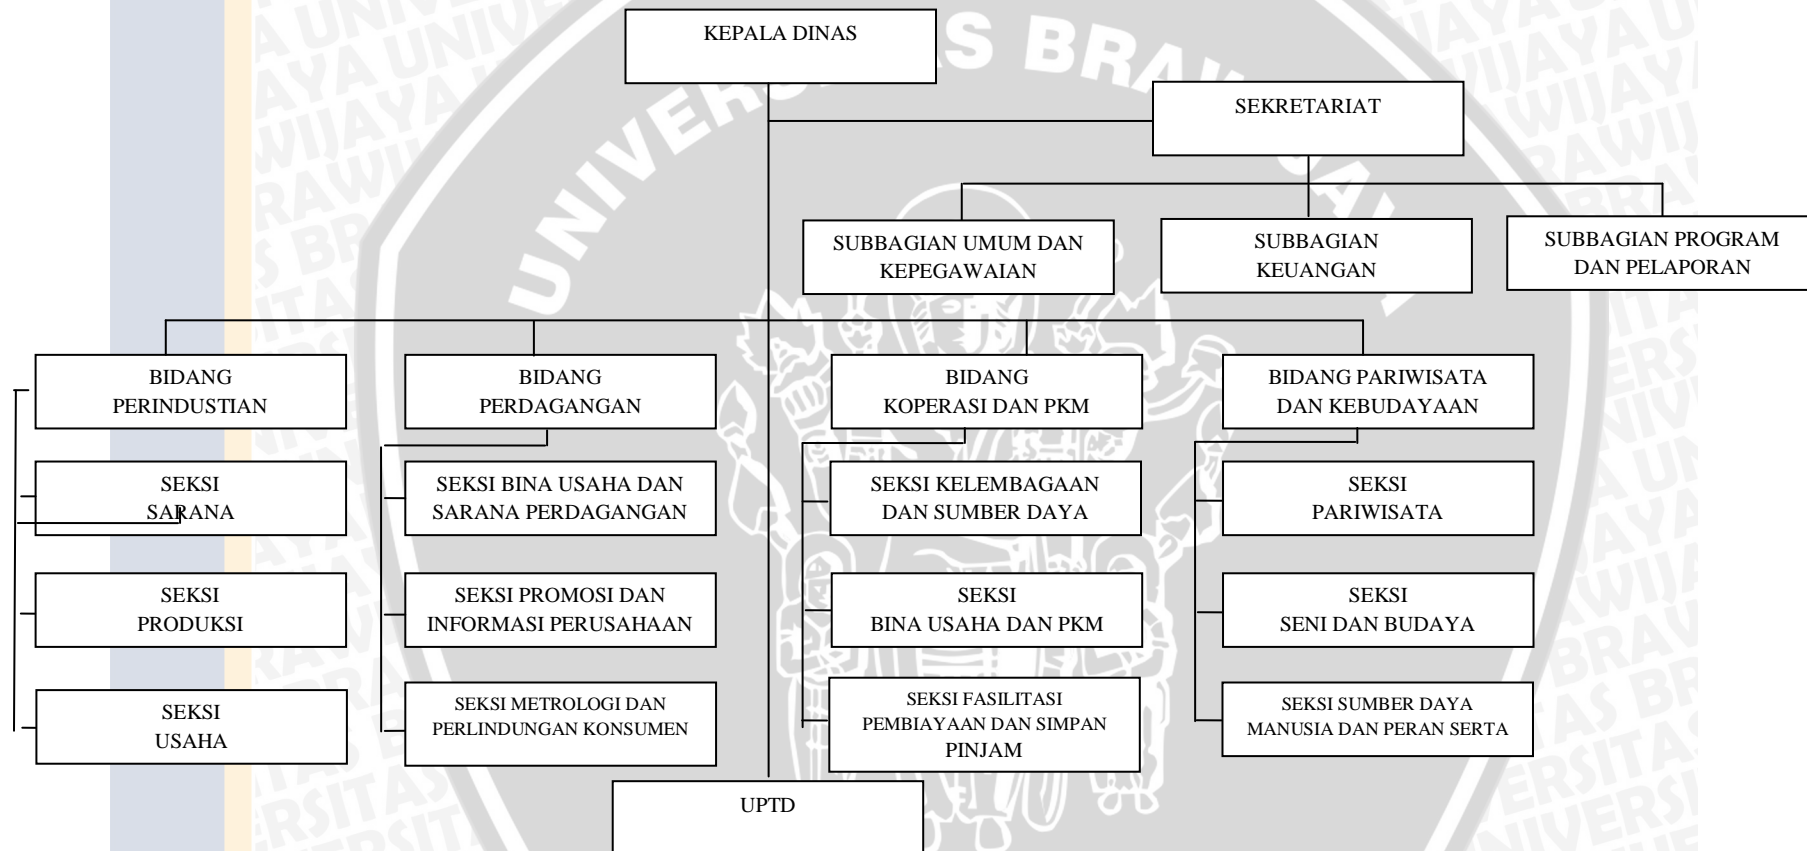 KEPALA DINAS
SEKRETARIAT
SUBBAGIAN UMUM DAN
KEPEGAWAIAN
SUBBAGIAN
KEUANGAN
SUBBAGIAN PROGRAM
DAN PELAPORAN
BIDANG
PERINDUSTIAN
BIDANG
PERDAGANGAN
BIDANG
KOPERASI DAN PKM
BIDANG PARIWISATA
DAN KEBUDAYAAN
SEKSI
SARANA
SEKSI BINA USAHA DAN
SARANA PERDAGANGAN
SEKSI KELEMBAGAAN
DAN SUMBER DAYA
SEKSI
PARIWISATA
SEKSI
PRODUKSI
SEKSI PROMOSI DAN
INFORMASI PERUSAHAAN
SEKSI
BINA USAHA DAN PKM
SEKSI
SENI DAN BUDAYA
SEKSI
USAHA
SEKSI METROLOGI DAN
PERLINDUNGAN KONSUMEN
SEKSI FASILITASI
PEMBIAYAAN DAN SIMPAN
PINJAM
SEKSI SUMBER DAYA
MANUSIA DAN PERAN SERTA
UPTD